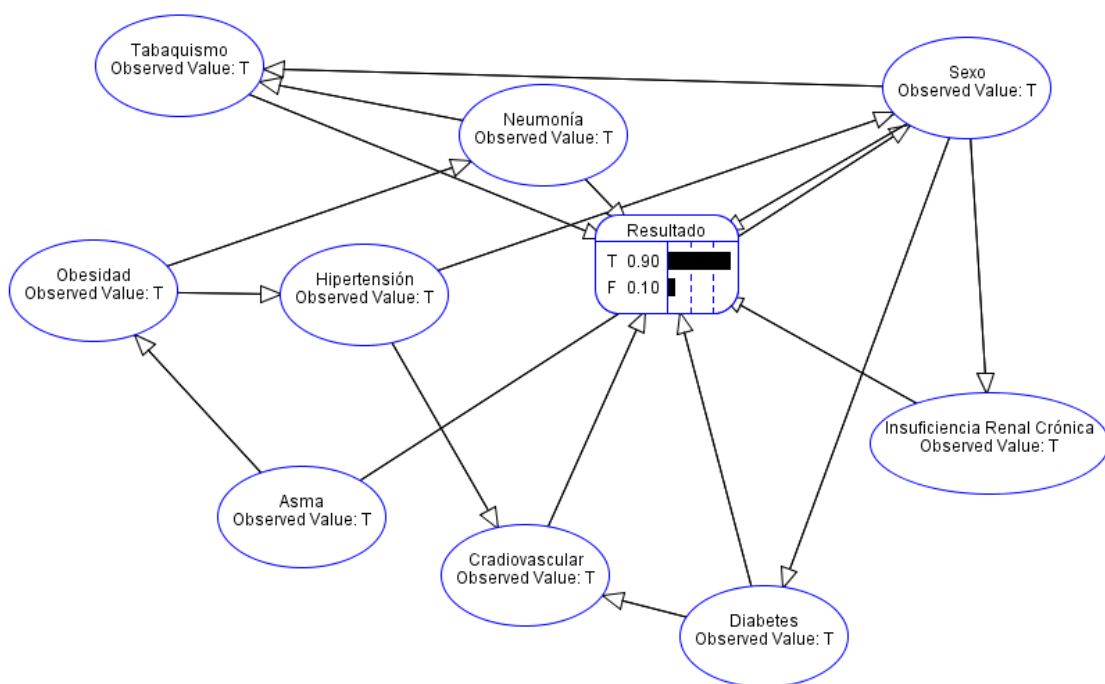 Tabaquismo
Observed Value: T
Sexo
Observed Value: T
Neumonía
Observed Value: T
Resultado
T 0.90
F 0.10
Obesidad
Observed Value: T
Hipertensión
Observed Value: T
Insuficiencia Renal Crónica
Observed Value: T
Asma
Observed Value: T
Cradiovascular
Observed Value: T
Diabetes
Observed Value: T